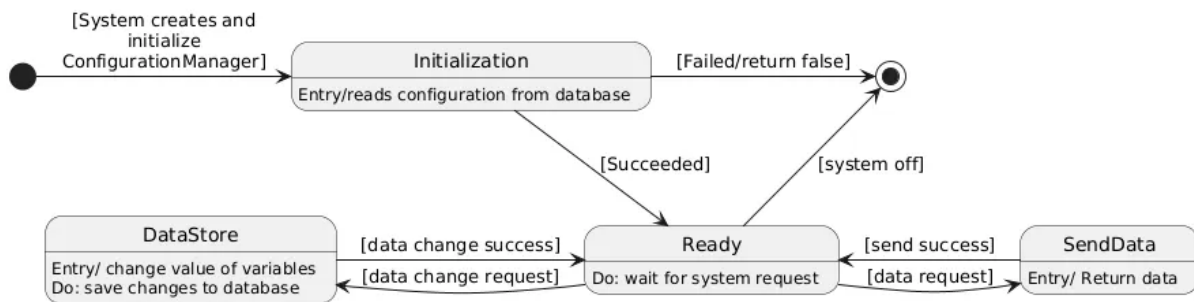 [System creates and
initialize
ConfigurationManager]
Initialization
Entry/reads configuration from database
[Failed/return false]
[Succeeded]
[system off]
DataStore
Entry/ change value of variables
Do: save changes to database
[data change success]
[data change request]
Ready
Do: wait for system request
[send success]
[data request]
SendData
Entry/ Return data